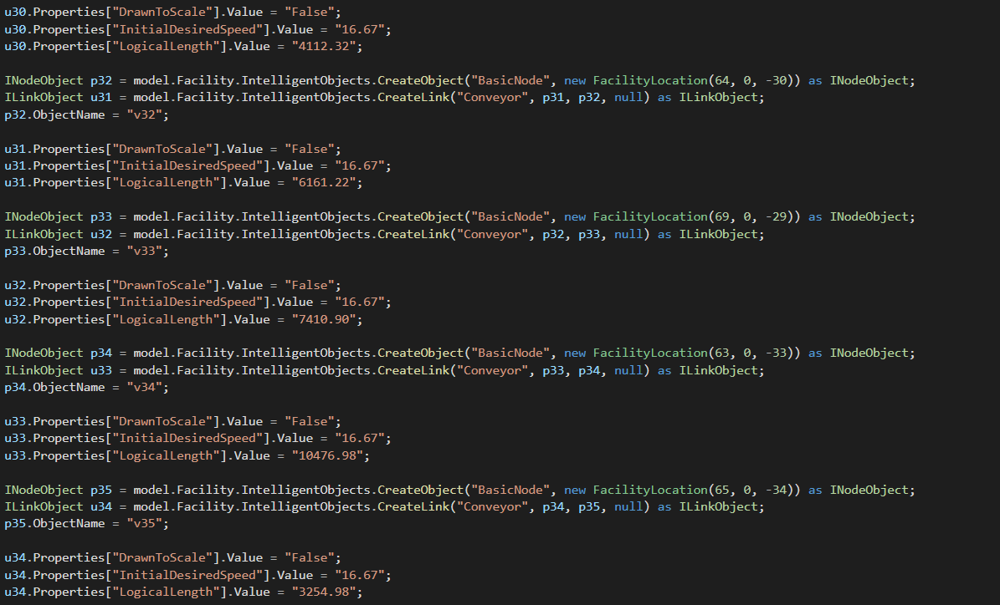 u30.Properties["DrawnToScale"].Value = "False";
u30.Properties["InitialDesiredSpeed"].Value = "16.67";
u30.Properties["LogicalLength"].Value = "4112.32";

INodeObject p32 = model.Facility.IntelligentObjects.CreateObject("BasicNode", new FacilityLocation(64, 0, -30)) as INodeObject;
ILinkObject u31 = model.Facility.IntelligentObjects.CreateLink("Conveyor", p31, p32, null) as ILinkObject;
p32.ObjectName = "v32";

u31.Properties["DrawnToScale"].Value = "False";
u31.Properties["InitialDesiredSpeed"].Value = "16.67";
u31.Properties["LogicalLength"].Value = "6161.22";

INodeObject p33 = model.Facility.IntelligentObjects.CreateObject("BasicNode", new FacilityLocation(69, 0, -29)) as INodeObject;
ILinkObject u32 = model.Facility.IntelligentObjects.CreateLink("Conveyor", p32, p33, null) as ILinkObject;
p33.ObjectName = "v33";

u32.Properties["DrawnToScale"].Value = "False";
u32.Properties["InitialDesiredSpeed"].Value = "16.67";
u32.Properties["LogicalLength"].Value = "7410.90";

INodeObject p34 = model.Facility.IntelligentObjects.CreateObject("BasicNode", new FacilityLocation(63, 0, -33)) as INodeObject;
ILinkObject u33 = model.Facility.IntelligentObjects.CreateLink("Conveyor", p33, p34, null) as ILinkObject;
p34.ObjectName = "v34";

u33.Properties["DrawnToScale"].Value = "False";
u33.Properties["InitialDesiredSpeed"].Value = "16.67";
u33.Properties["LogicalLength"].Value = "10476.98";

INodeObject p35 = model.Facility.IntelligentObjects.CreateObject("BasicNode", new FacilityLocation(65, 0, -34)) as INodeObject;
ILinkObject u34 = model.Facility.IntelligentObjects.CreateLink("Conveyor", p34, p35, null) as ILinkObject;
p35.ObjectName = "v35";

u34.Properties["DrawnToScale"].Value = "False";
u34.Properties["InitialDesiredSpeed"].Value = "16.67";
u34.Properties["LogicalLength"].Value = "3254.98";